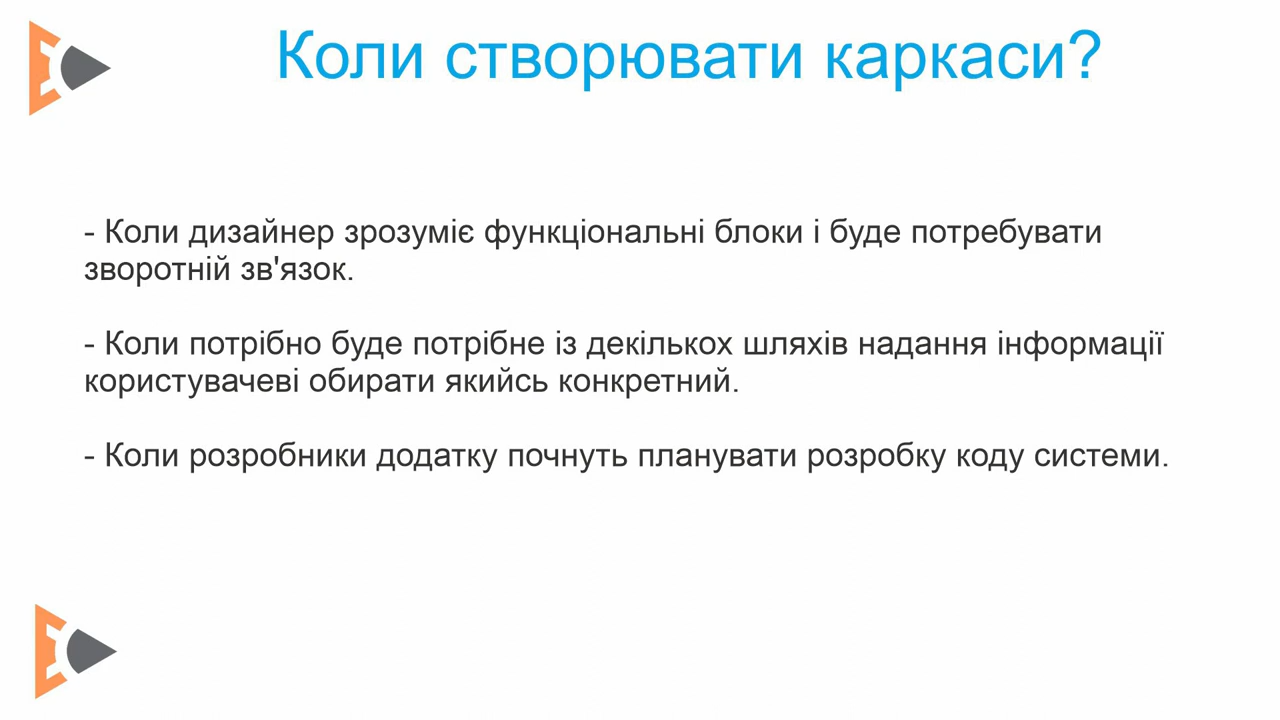 Коли створювати каркаси?
- Коли дизайнер зрозуміє функціональні блоки і буде потребувати
зворотній зв'язок.
- Коли потрібно буде потрібне із декількох шляхів надання інформації
користувачеві обирати якийсь конкретний.
- Коли розробники додатку почнуть планувати розробку коду системи.